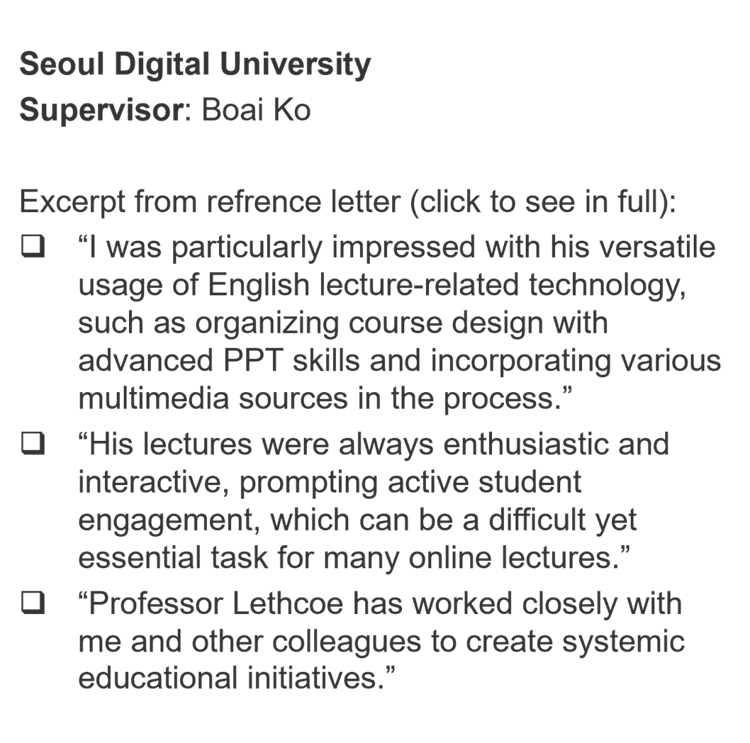 Seoul Digital University
Supervisor: Boai Ko
Excerpt from refrence letter (click to see in full):
❑ “I was particularly impressed with his versatile
usage of English lecture-related technology,
such as organizing course design with
advanced PPT skills and incorporating various
multimedia sources in the process.”
❑ “His lectures were always enthusiastic and
interactive, prompting active student
engagement, which can be a difficult yet
essential task for many online lectures.”
❑ “Professor Lethcoe has worked closely with
me and other colleagues to create systemic
educational initiatives.”